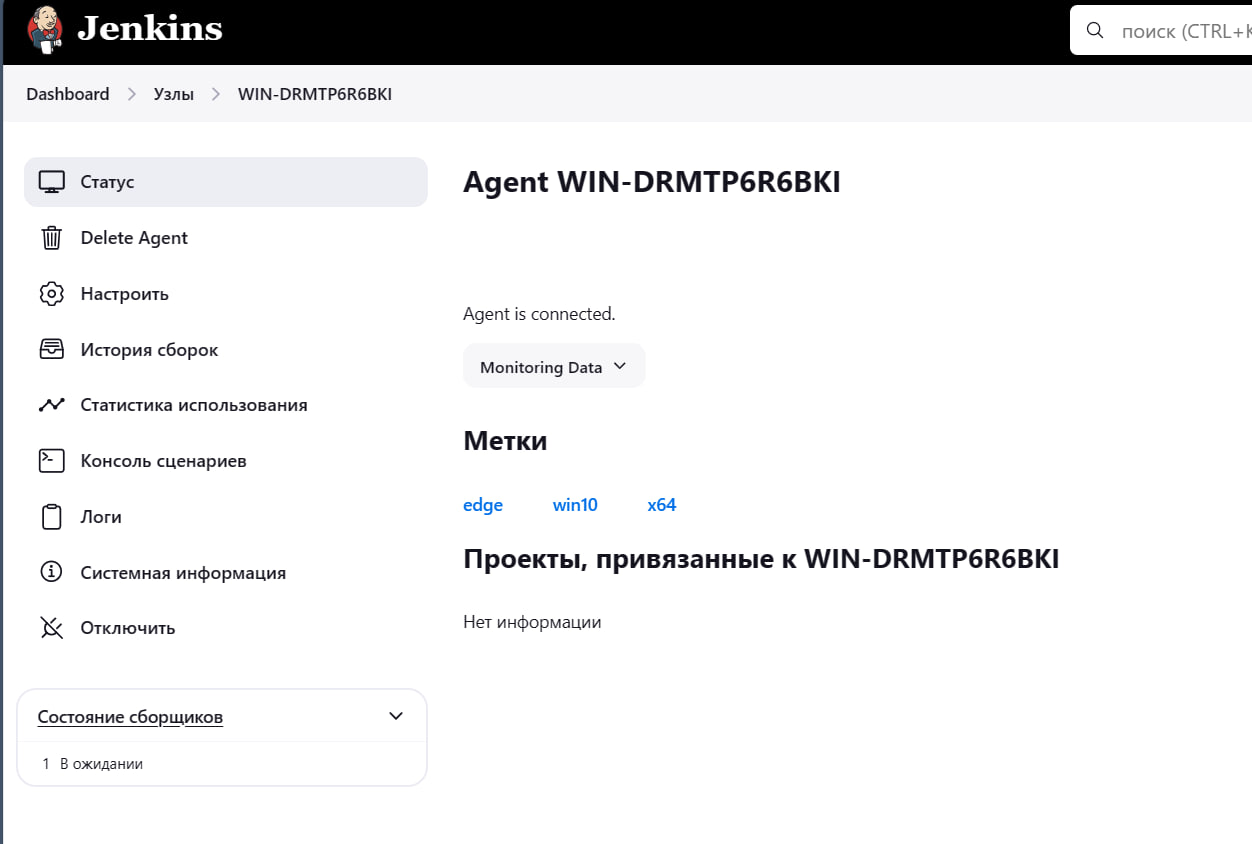 Jenkins
поиск (CTRL+K
Dashboard > Узлы > WIN-DRMTP6R6BKI
Статус
Delete Agent
Настроить
История сборок
Статистика использования
Консоль сценариев
Логи
Системная информация
Отключить
Состояние сборщиков
1 В ожидании
Agent WIN-DRMTP6R6BKI
Agent is connected.
Monitoring Data
Метки
edge win10 x64
Проекты, привязанные к WIN-DRMTP6R6BKI
Нет информации